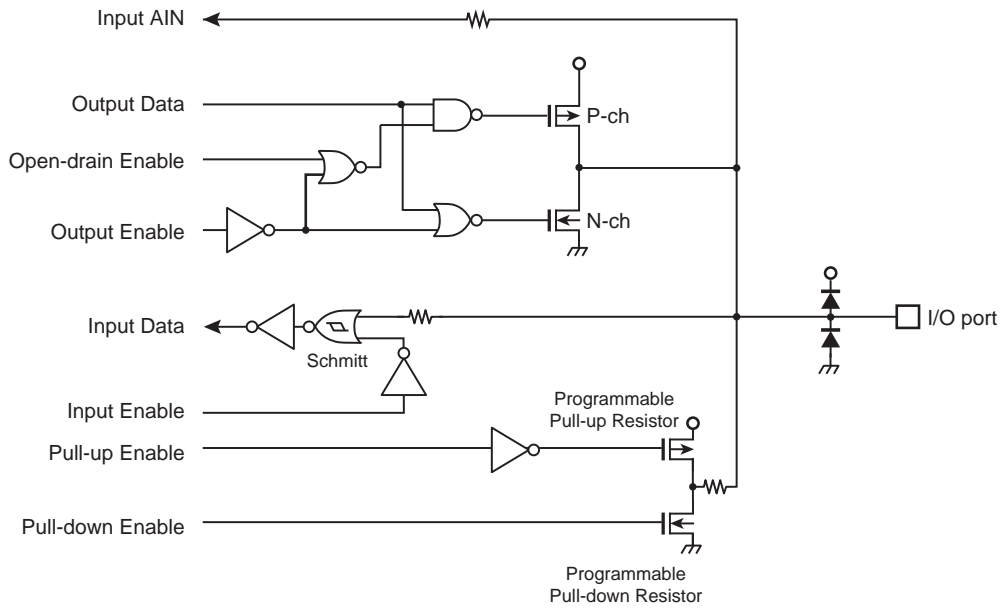 Input AIN
Output Data
P-ch
Open-drain Enable
N-ch
Output Enable
I/O port
Input Data
Schmitt
Input Enable
Programmable
Pull-up Resistor
Pull-up Enable
Pull-down Enable
Programmable
Pull-down Resistor